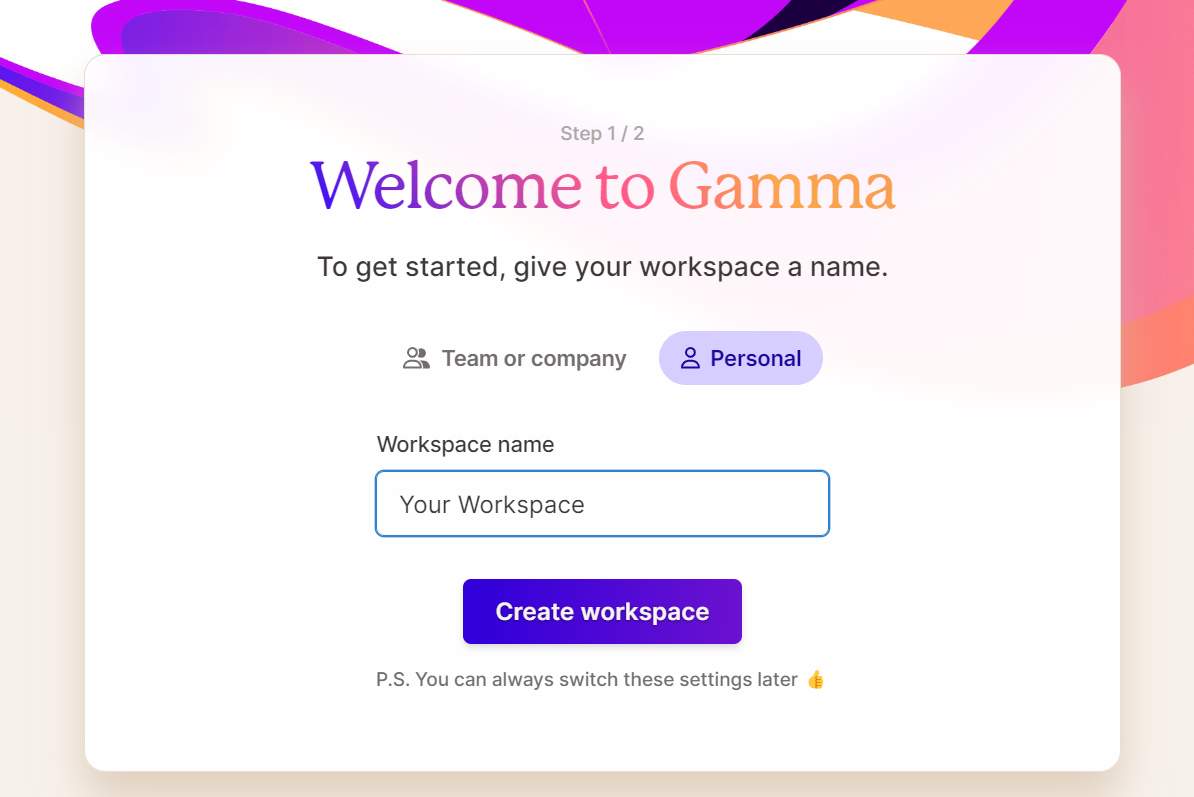 Step 1 / 2
Welcome to Gamma
To get started, give your workspace a name.
Team or company
Personal
Workspace name
Your Workspace
Create workspace
P.S. You can always switch these settings later 👍